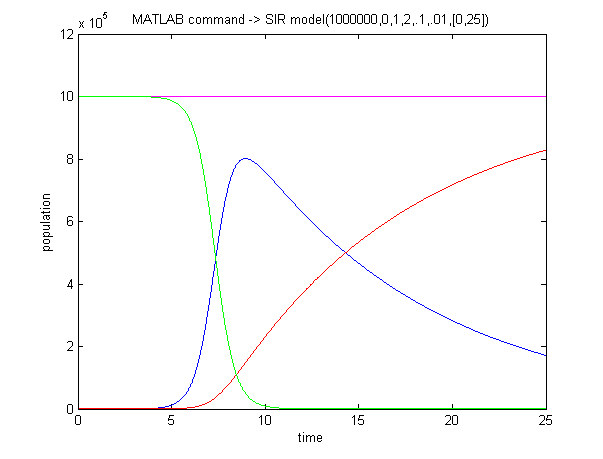 MATLAB command -> SIR model(1000000,0,1,2,.1,.01,[0,25])
x 10^5
12
10
8
6
4
2
0
population
0 5 10 15 20 25
time